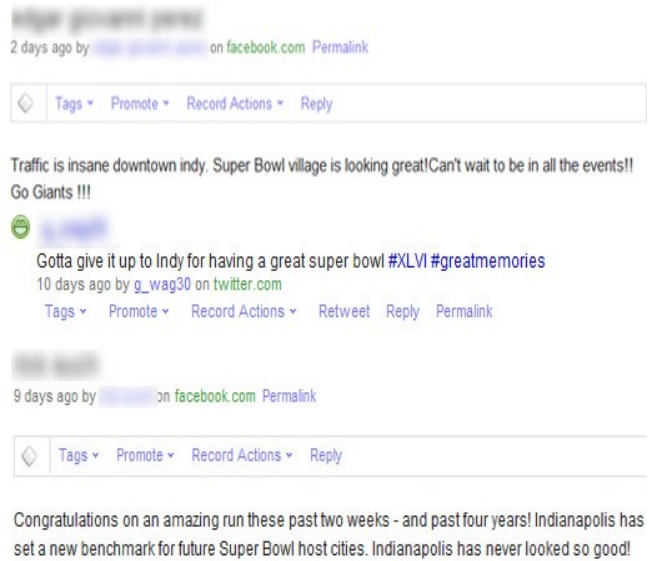 2 days ago by on facebook.com Permalink
Tags Promote Record Actions Reply
Traffic is insane downtown indy. Super Bowl village is looking great!Can't wait to be in all the events!!
Go Giants !!!
Gotta give it up to Indy for having a great super bowl #XLVI #greatmemories
10 days ago by g_wag30 on twitter.com
Tags Promote Record Actions Retweet Reply Permalink
9 days ago by on facebook.com Permalink
Tags Promote Record Actions Reply
Congratulations on an amazing run these past two weeks - and past four years! Indianapolis has
set a new benchmark for future Super Bowl host cities. Indianapolis has never looked so good!